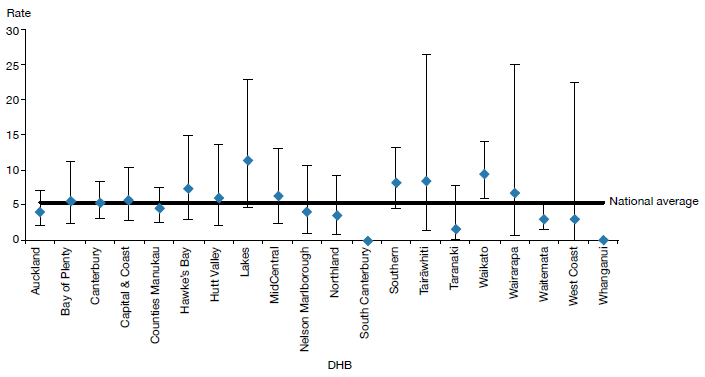 Rate
30
25
20
15
10
5
0
National average
Auckland
Bay of Plenty
Canterbury
Capital & Coast
Counties Manukau
Hawke's Bay
Hutt Valley
Lakes
MidCentral
Nelson Marlborough
Northland
South Canterbury
Southern
Tairāwhiti
Taranaki
Waikato
Wairarapa
Waitemata
West Coast
Whanganui
DHB